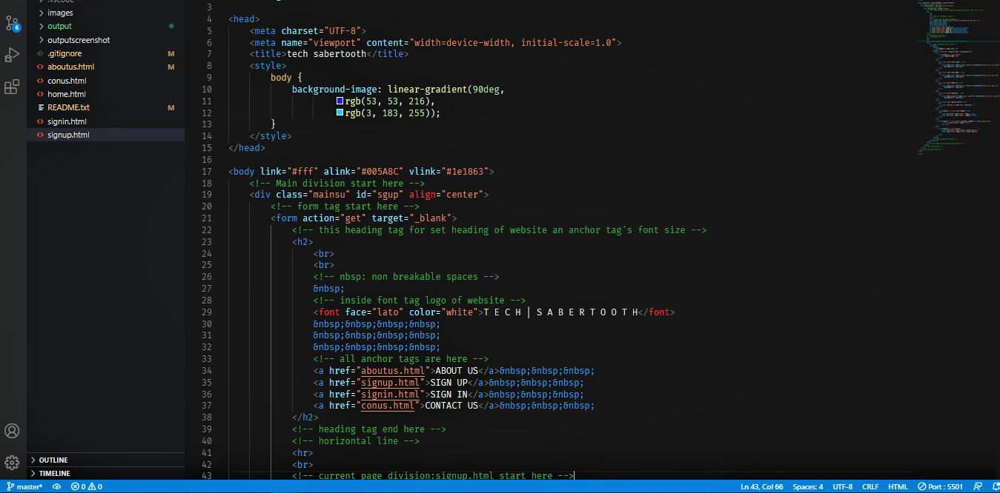 .vscode
images
output
outputscreenshot
.gitignore M
aboutus.html M
conus.html
home.html
README.txt M
signin.html
signup.html
OUTLINE
TIMELINE
6
3
4 <head>
5 <meta charset="UTF-8">
6 <meta name="viewport" content="width=device-width, initial-scale=1.0">
7 <title>tech sabertooth</title>
8 <style>
9 body {
10 background-image: linear-gradient(90deg,
11 rgb(53, 53, 216),
12 rgb(3, 183, 255));
13 }
14 </style>
15 </head>
16
17 <body link="#fff" alink="#005A8C" vlink="#1e1863">
18 <!-- Main division start here -->
19 <div class="mainsu" id="sgup" align="center">
20 <!-- form tag start here -->
21 <form action="get" target="_blank">
22 <!-- this heading tag for set heading of website an anchor tag's font size -->
23 <h2>
24 <br>
25 <br>
26 <!-- nbsp: non breakable spaces -->
27 &nbsp;
28 <!-- inside font tag logo of website -->
29 <font face="lato" color="white">T E C H | S A B E R T O O T H</font>
30 &nbsp;&nbsp;&nbsp;&nbsp;
31 &nbsp;&nbsp;&nbsp;&nbsp;
32 &nbsp;&nbsp;&nbsp;&nbsp;
33 <!-- all anchor tags are here -->
34 <a href="aboutus.html">ABOUT US</a>&nbsp;&nbsp;&nbsp;
35 <a href="signup.html">SIGN UP</a>&nbsp;&nbsp;&nbsp;
36 <a href="signin.html">SIGN IN</a>&nbsp;&nbsp;&nbsp;
37 <a href="conus.html">CONTACT US</a>&nbsp;&nbsp;&nbsp;
38 </h2>
39 <!-- heading tag end here -->
40 <!-- horizontal line -->
41 <hr>
42 <br>
43 <!-- current page division:signup.html start here -->
master* 0 0 Ln 43, Col 66 Spaces: 4 UTF-8 CRLF HTML Port : 5501